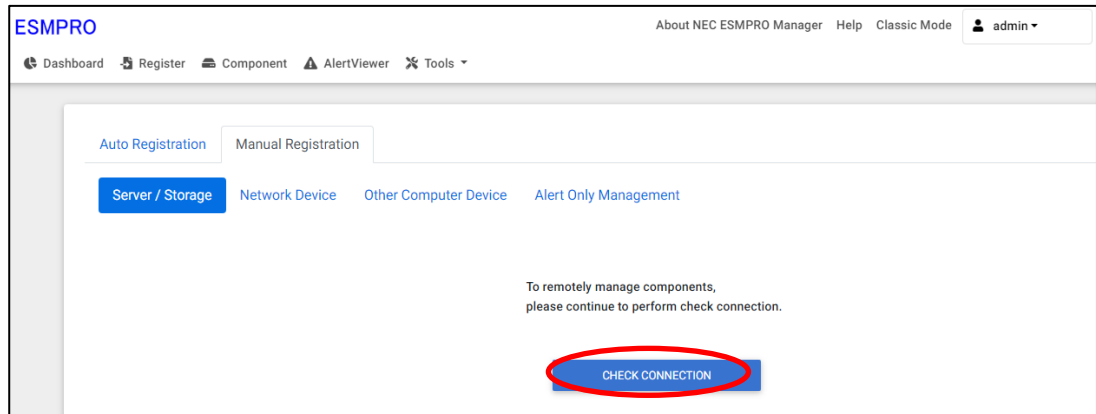 ESMPRO
About NEC ESMPRO Manager Help Classic Mode admin
Dashboard Register Component AlertViewer Tools
Auto Registration Manual Registration
Server / Storage Network Device Other Computer Device Alert Only Management
To remotely manage components,
please continue to perform check connection.
CHECK CONNECTION